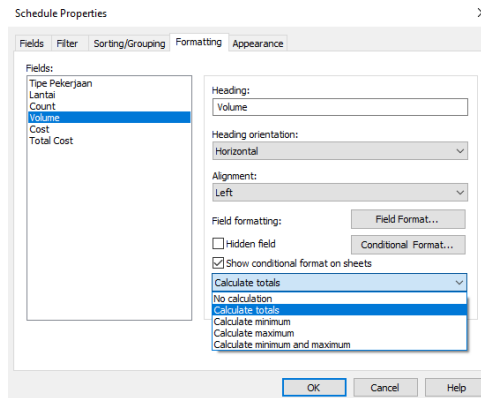 Schedule Properties
Fields Filter Sorting/Grouping Formatting Appearance
Fields:
Tipe Pekerjaan
Lantai
Count
Volume
Cost
Total Cost
Heading:
Volume
Heading orientation:
Horizontal
Alignment:
Left
Field formatting:
Field Format...
Hidden field
Conditional Format...
Show conditional format on sheets
Calculate totals
No calculation
Calculate totals
Calculate minimum
Calculate maximum
Calculate minimum and maximum
OK Cancel Help